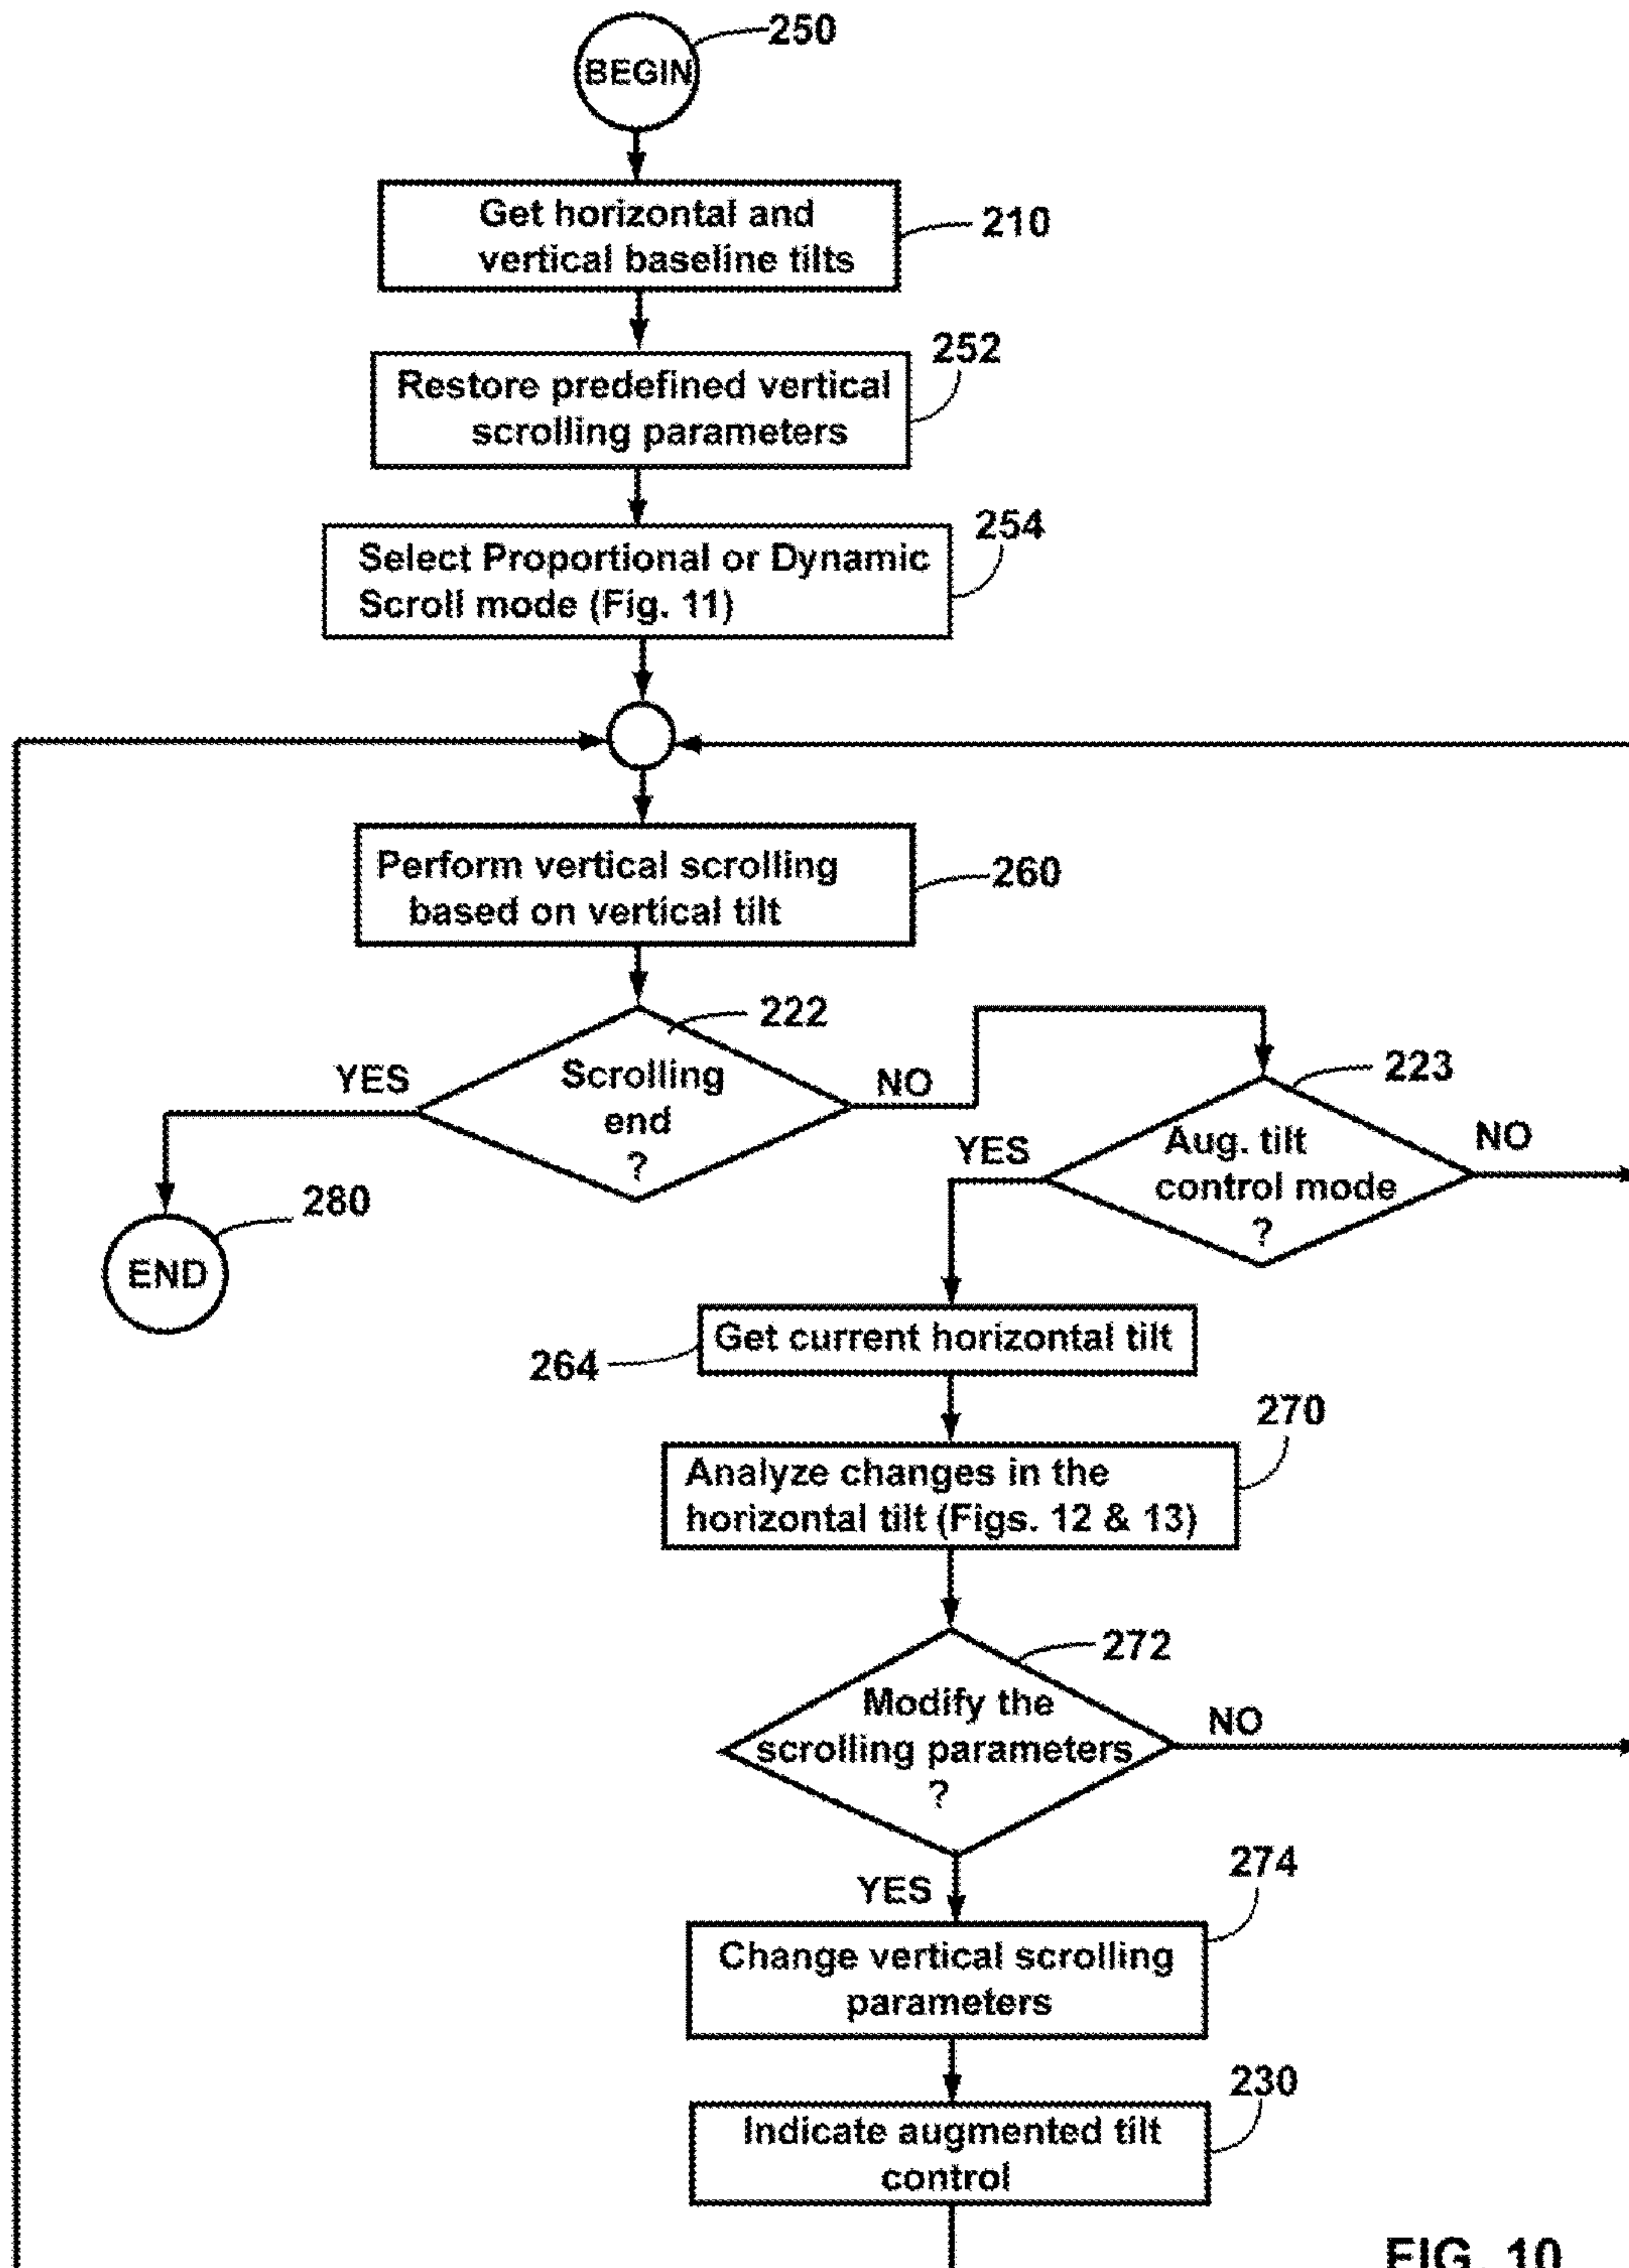 250
BEGIN
Get horizontal and
vertical baseline tilts
210
252
Restore predefined vertical
scrolling parameters
254
Select Proportional or Dynamic
Scroll mode (Fig. 11)
Perform vertical scrolling
based on vertical tilt
260
222
YES
Scrolling
end
?
NO
223
YES
Aug. tilt
control mode
?
NO
280
END
Get current horizontal tilt
264
270
Analyze changes in the
horizontal tilt (Figs. 12 & 13)
272
Modify the
scrolling parameters
?
NO
274
YES
Change vertical scrolling
parameters
230
Indicate augmented tilt
control
FIG. 10